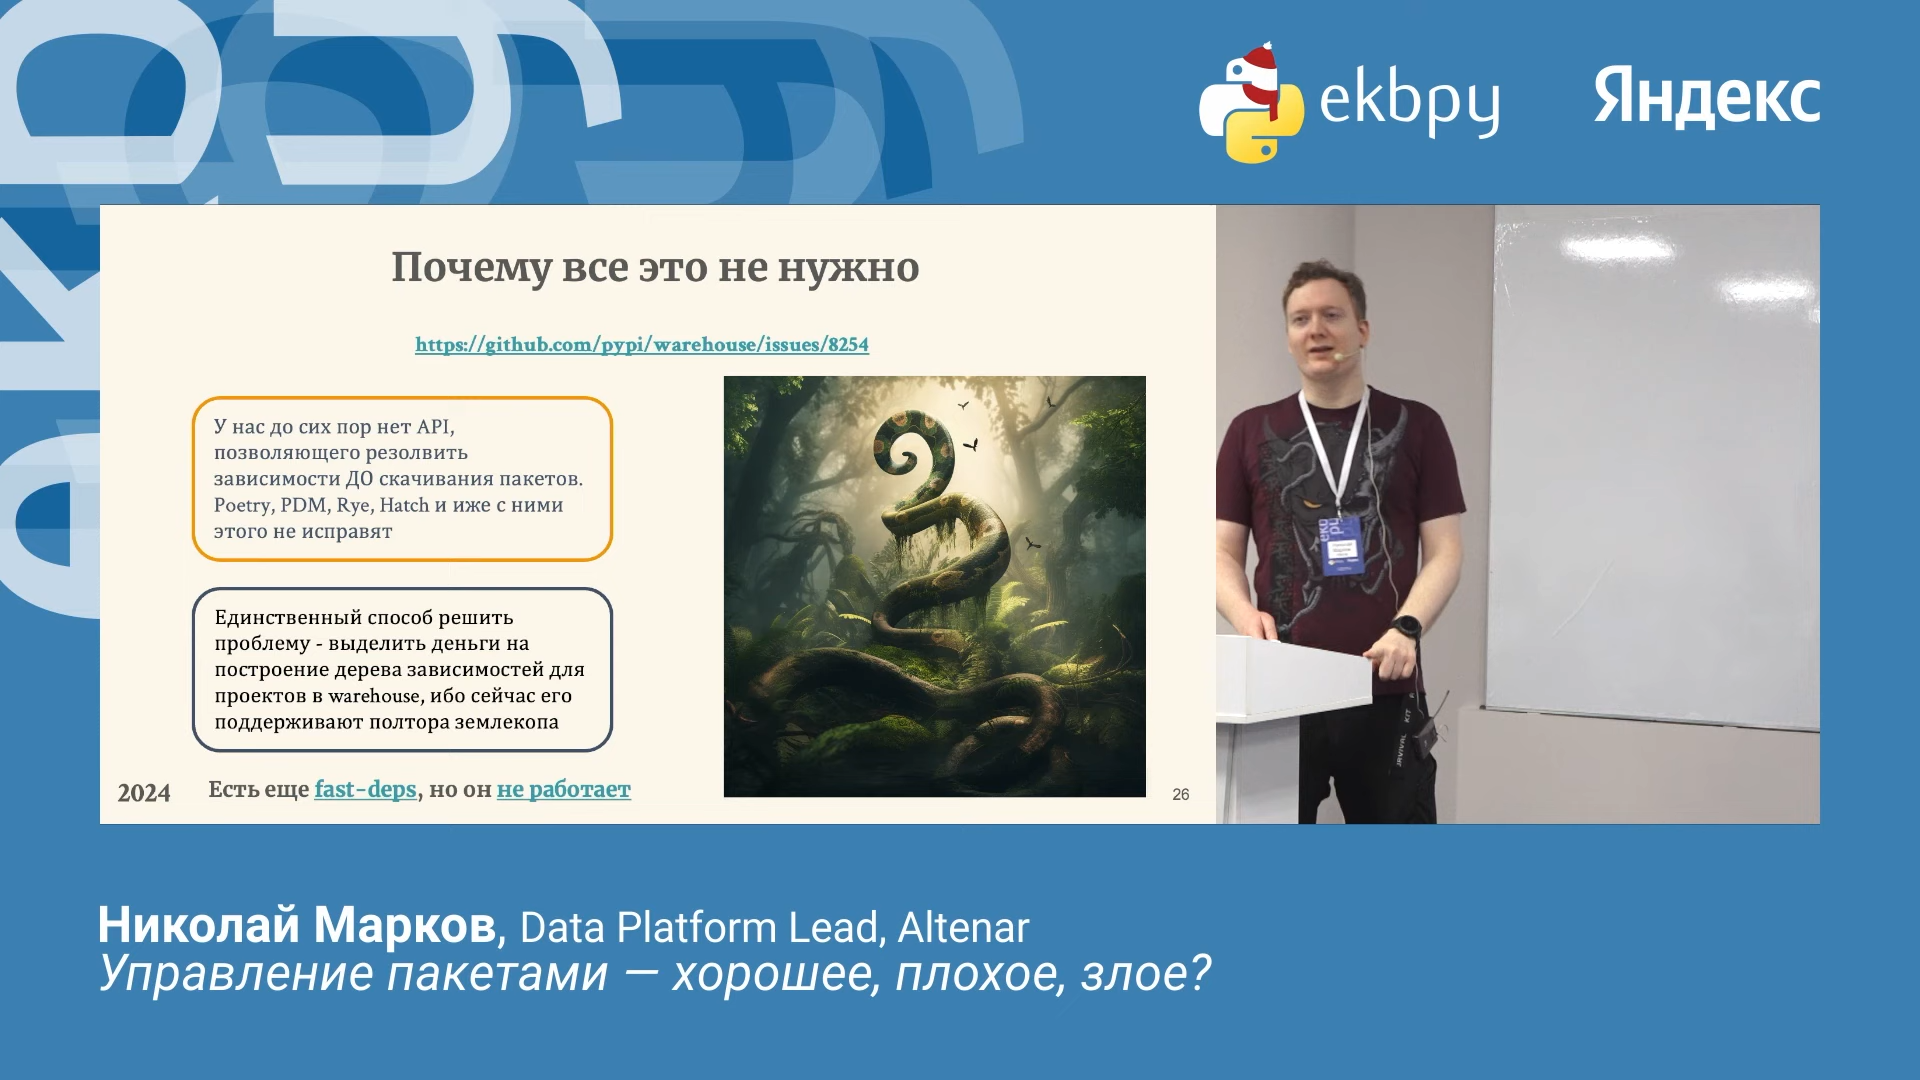 ekbpy
Яндекс
Почему все это не нужно
https://github.com/pypi/warehouse/issues/8254
У нас до сих пор нет API,
позволяющего резолвить
зависимости ДО скачивания пакетов.
Poetry, PDM, Rye, Hatch и иже с ними
этого не исправят
Единственный способ решить
проблему - выделить деньги на
построение дерева зависимостей для
проектов в warehouse, ибо сейчас его
поддерживают полтора землекопа
2024
Есть еще fast-deps, но он не работает
26
Николай Марков, Data Platform Lead, Altenar
Управление пакетами — хорошее, плохое, злое?